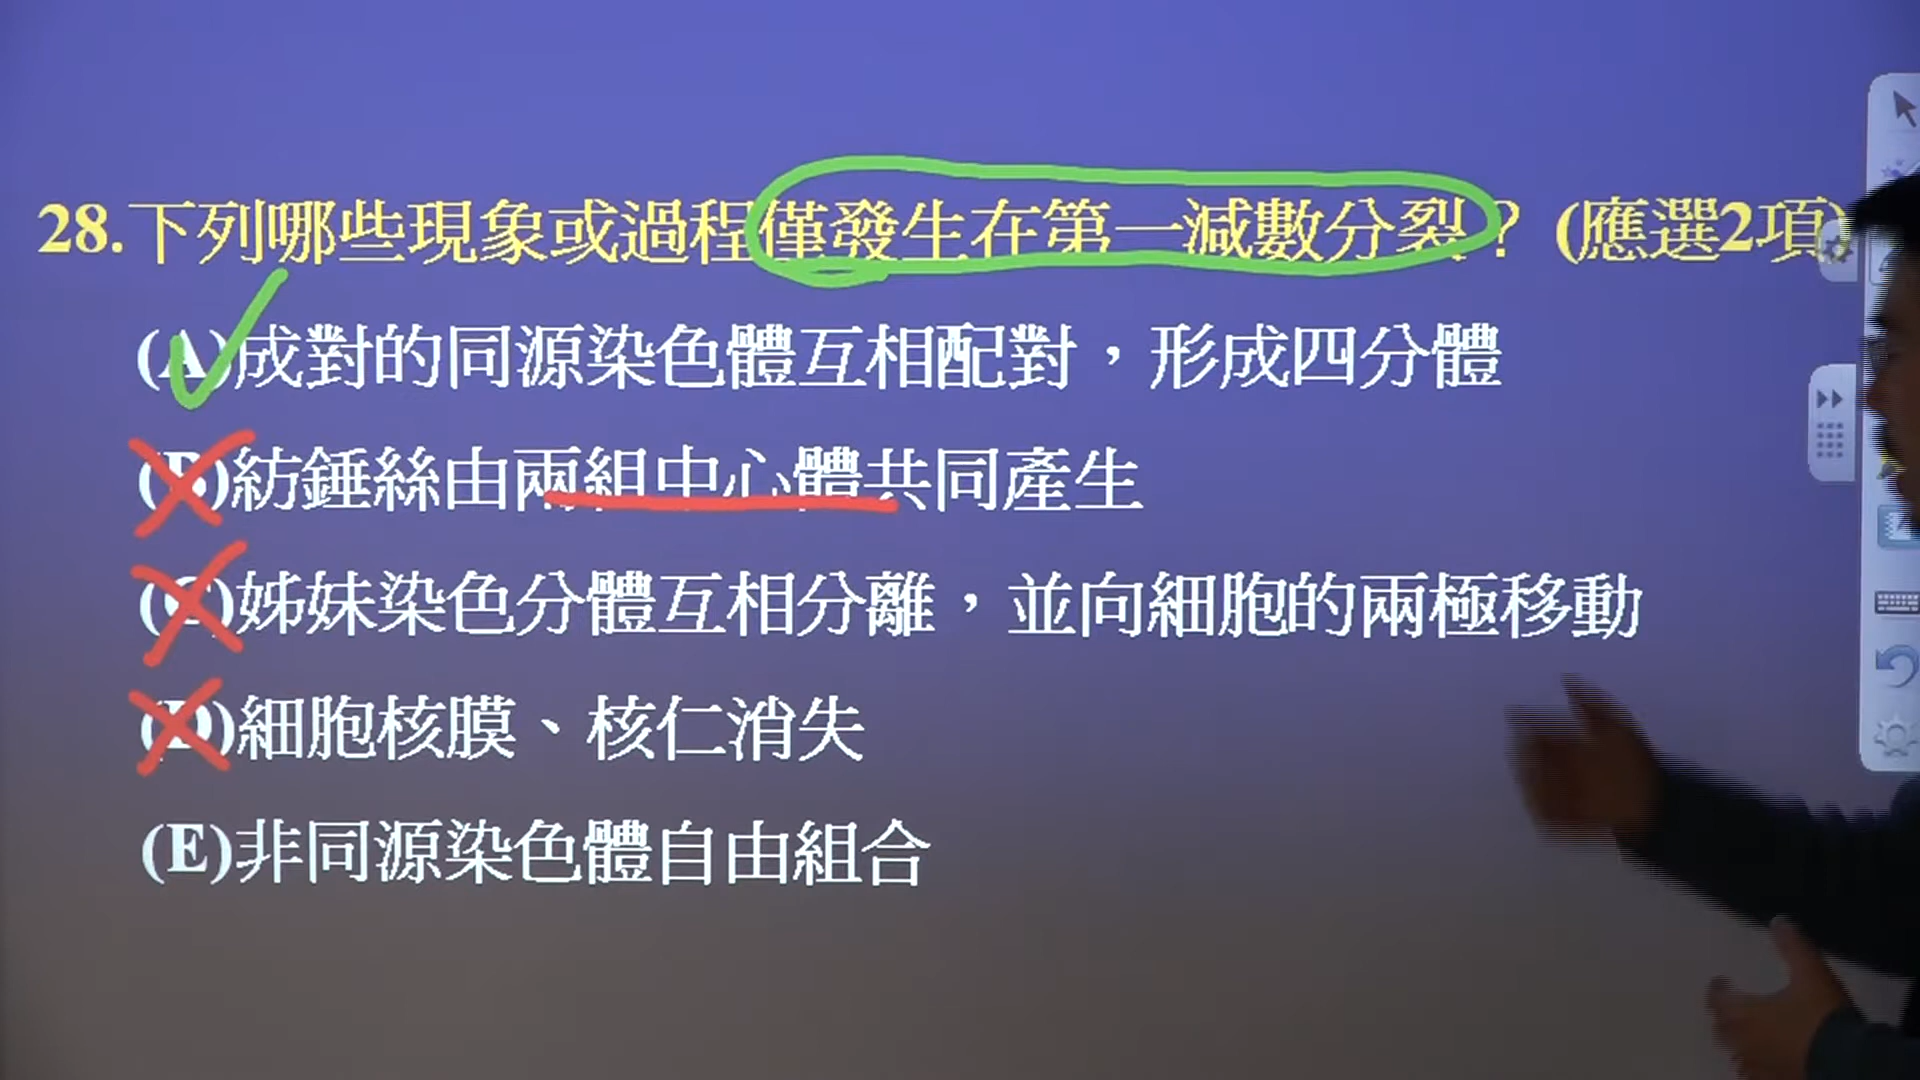 28.下列哪些現象或過程僅發生在第一減數分裂？(應選2項)
(A)成對的同源染色體互相配對，形成四分體
(B)紡錘絲由兩組中心體共同產生
(C)姊妹染色分體互相分離，並向細胞的兩極移動
(D)細胞核膜、核仁消失
(E)非同源染色體自由組合